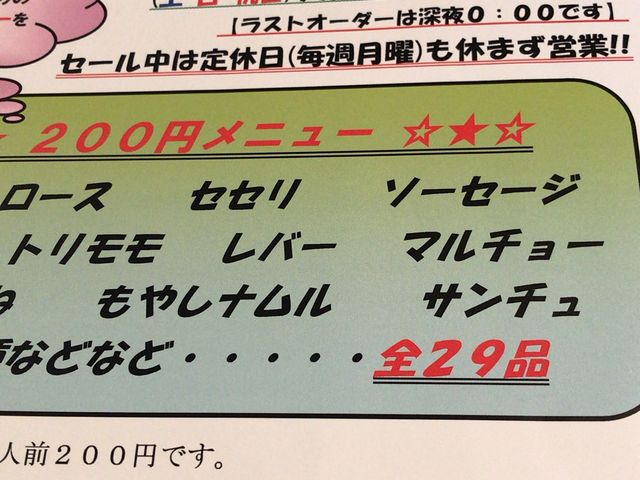 【ラストオーダーは深夜０：００です】
セール中は定休日(毎週月曜)も休まず営業!!
２００円メニュー ☆★☆
ロース セセリ ソーセージ
トリモモ レバー マルチョー
もやしナムル サンチュ
などなど・・・・・全２９品
人前２００円です。